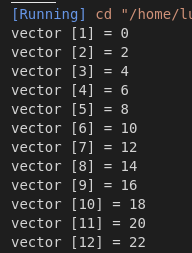 [Running] cd "/home/lu
vector [1] = 0
vector [2] = 2
vector [3] = 4
vector [4] = 6
vector [5] = 8
vector [6] = 10
vector [7] = 12
vector [8] = 14
vector [9] = 16
vector [10] = 18
vector [11] = 20
vector [12] = 22